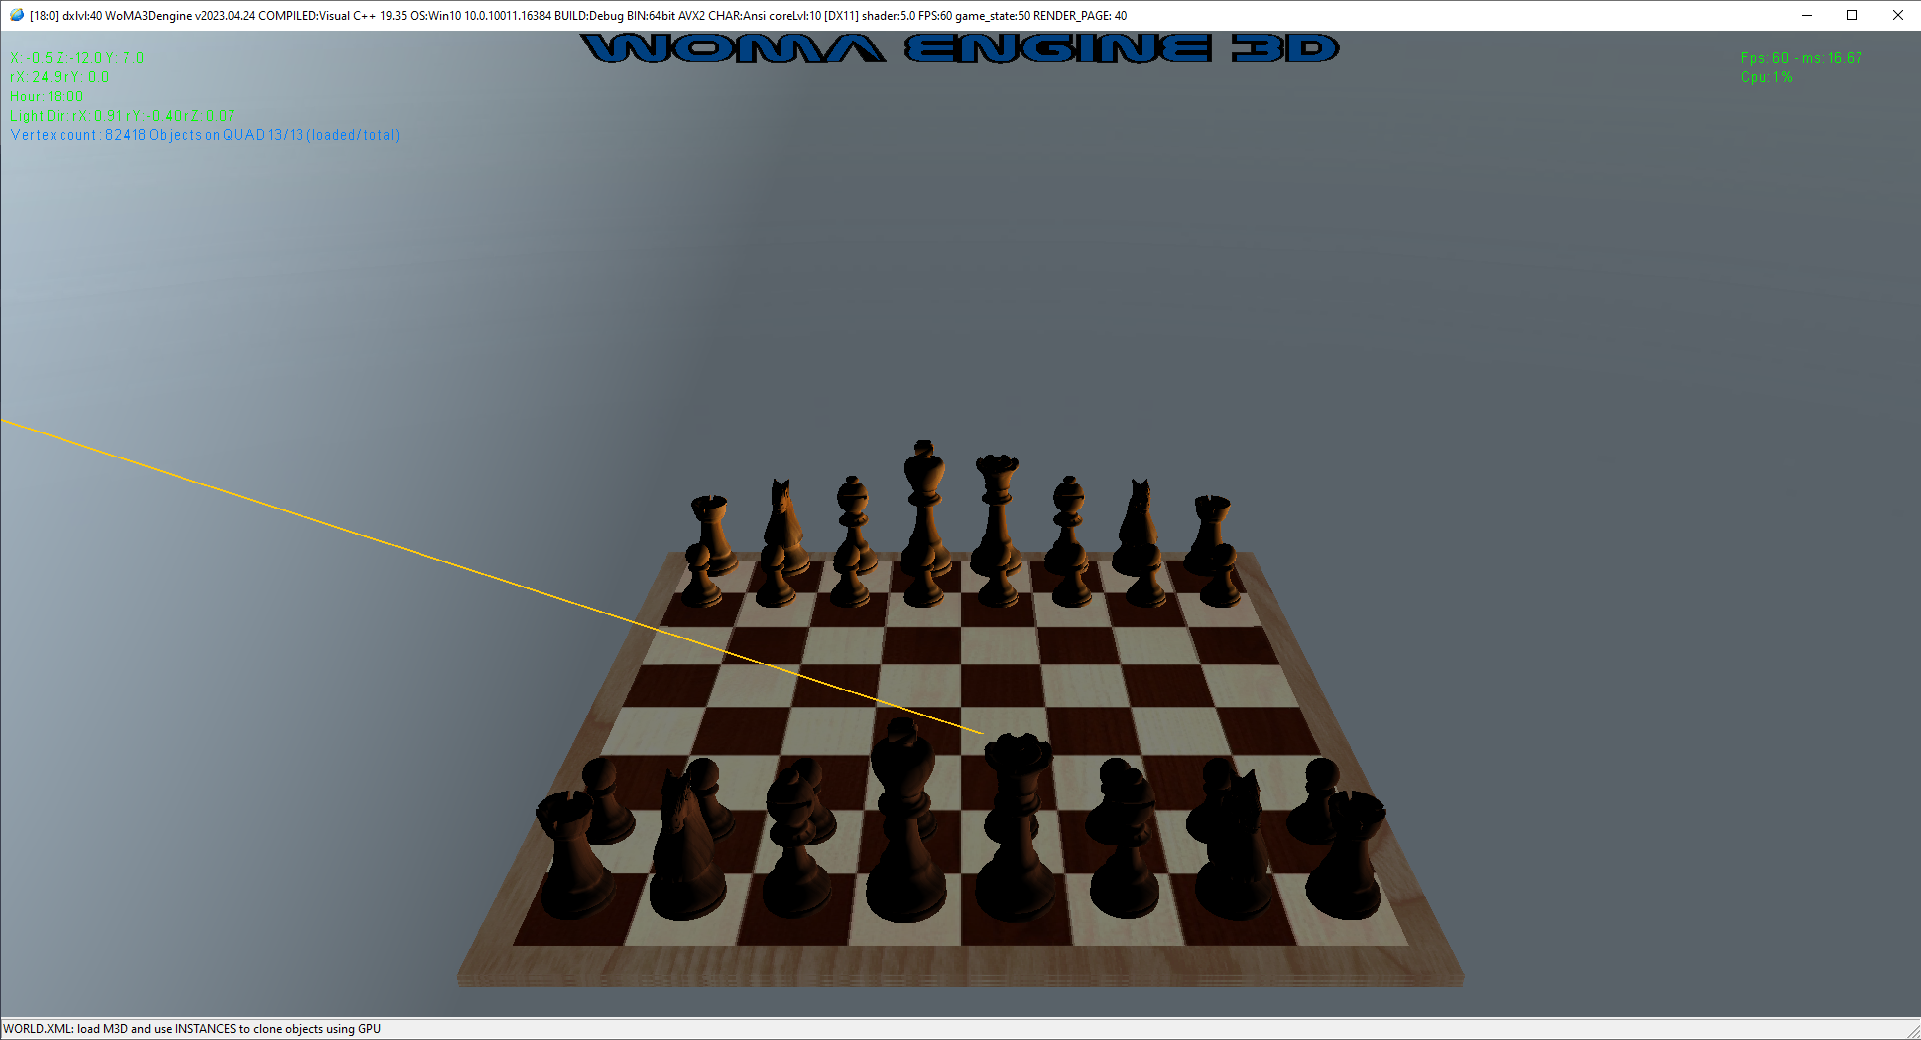 [18:0] dxlvl:40 WoMA3Dengine v2023.04.24 COMPILED:Visual C++ 19.35 OS:Win10 10.0.10011.16384 BUILD:Debug BIN:64bit AVX2 CHAR:Ansi coreLvl:10 [DX11] shader:5.0 FPS:60 game_state:50 RENDER_PAGE: 40
WOMA ENGINE 3D
X: -0.5 Z:-12.0 Y: 7.0
rX: 24.9 rY: 0.0
Hour: 18:00
Light Dir: rX: 0.91 rY:-0.40 rZ: 0.07
Vertex count: 82418 Objects on QUAD 13/13 (loaded/total)
Fps: 60 - ms: 16.67
Cpu: 1%
WORLD.XML: load M3D and use INSTANCES to clone objects using GPU